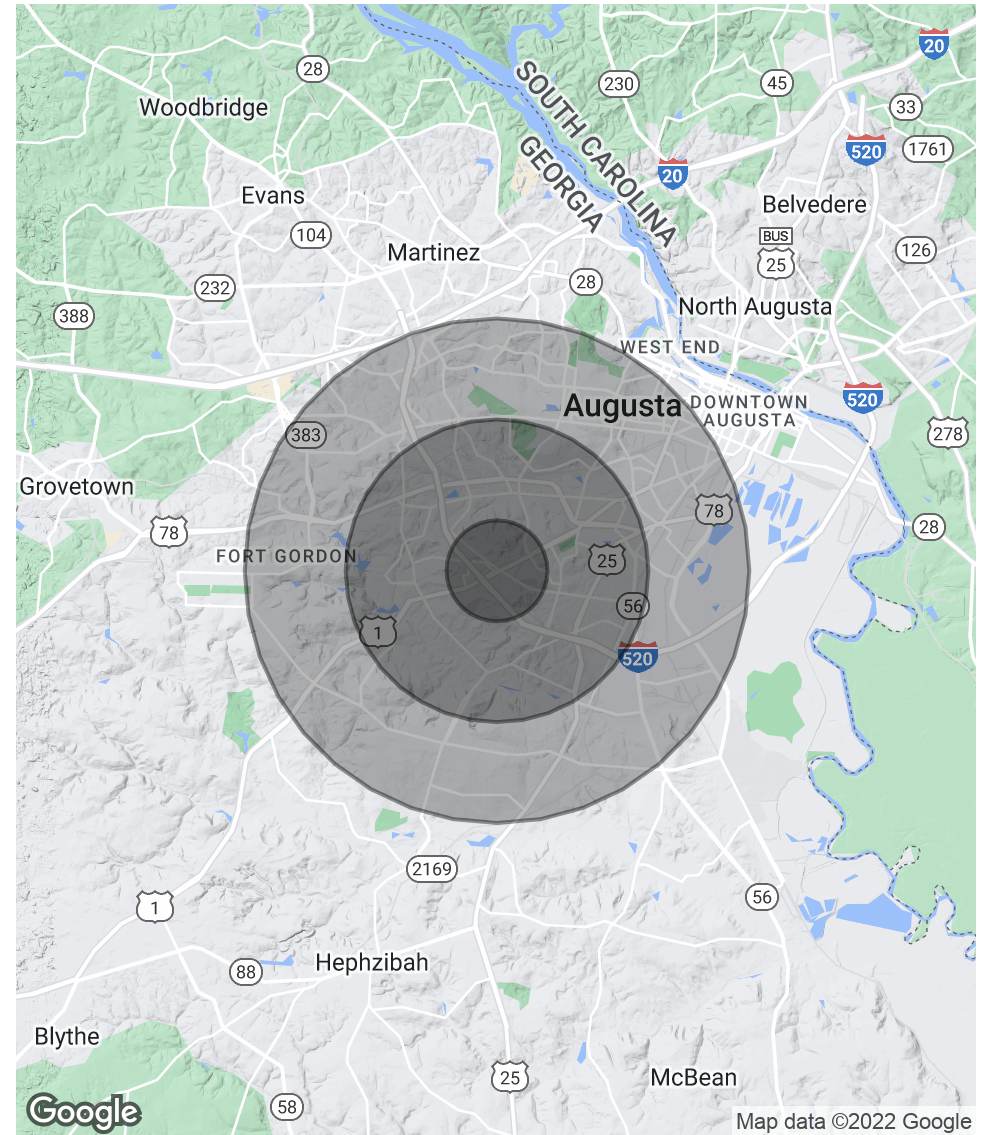 20
28
230
45
Woodbridge
33
SOUTH CAROLINA
520
1761
GEORGIA
20
Evans
Belvedere
104
BUS
25
126
Martinez
28
232
North Augusta
388
WEST END
520
Augusta
DOWNTOWN
AUGUSTA
383
278
Grovetown
78
78
28
FORT GORDON
25
56
1
520
2169
56
1
Hephzibah
88
Blythe
25
McBean
58
Google
Map data ©2022 Google